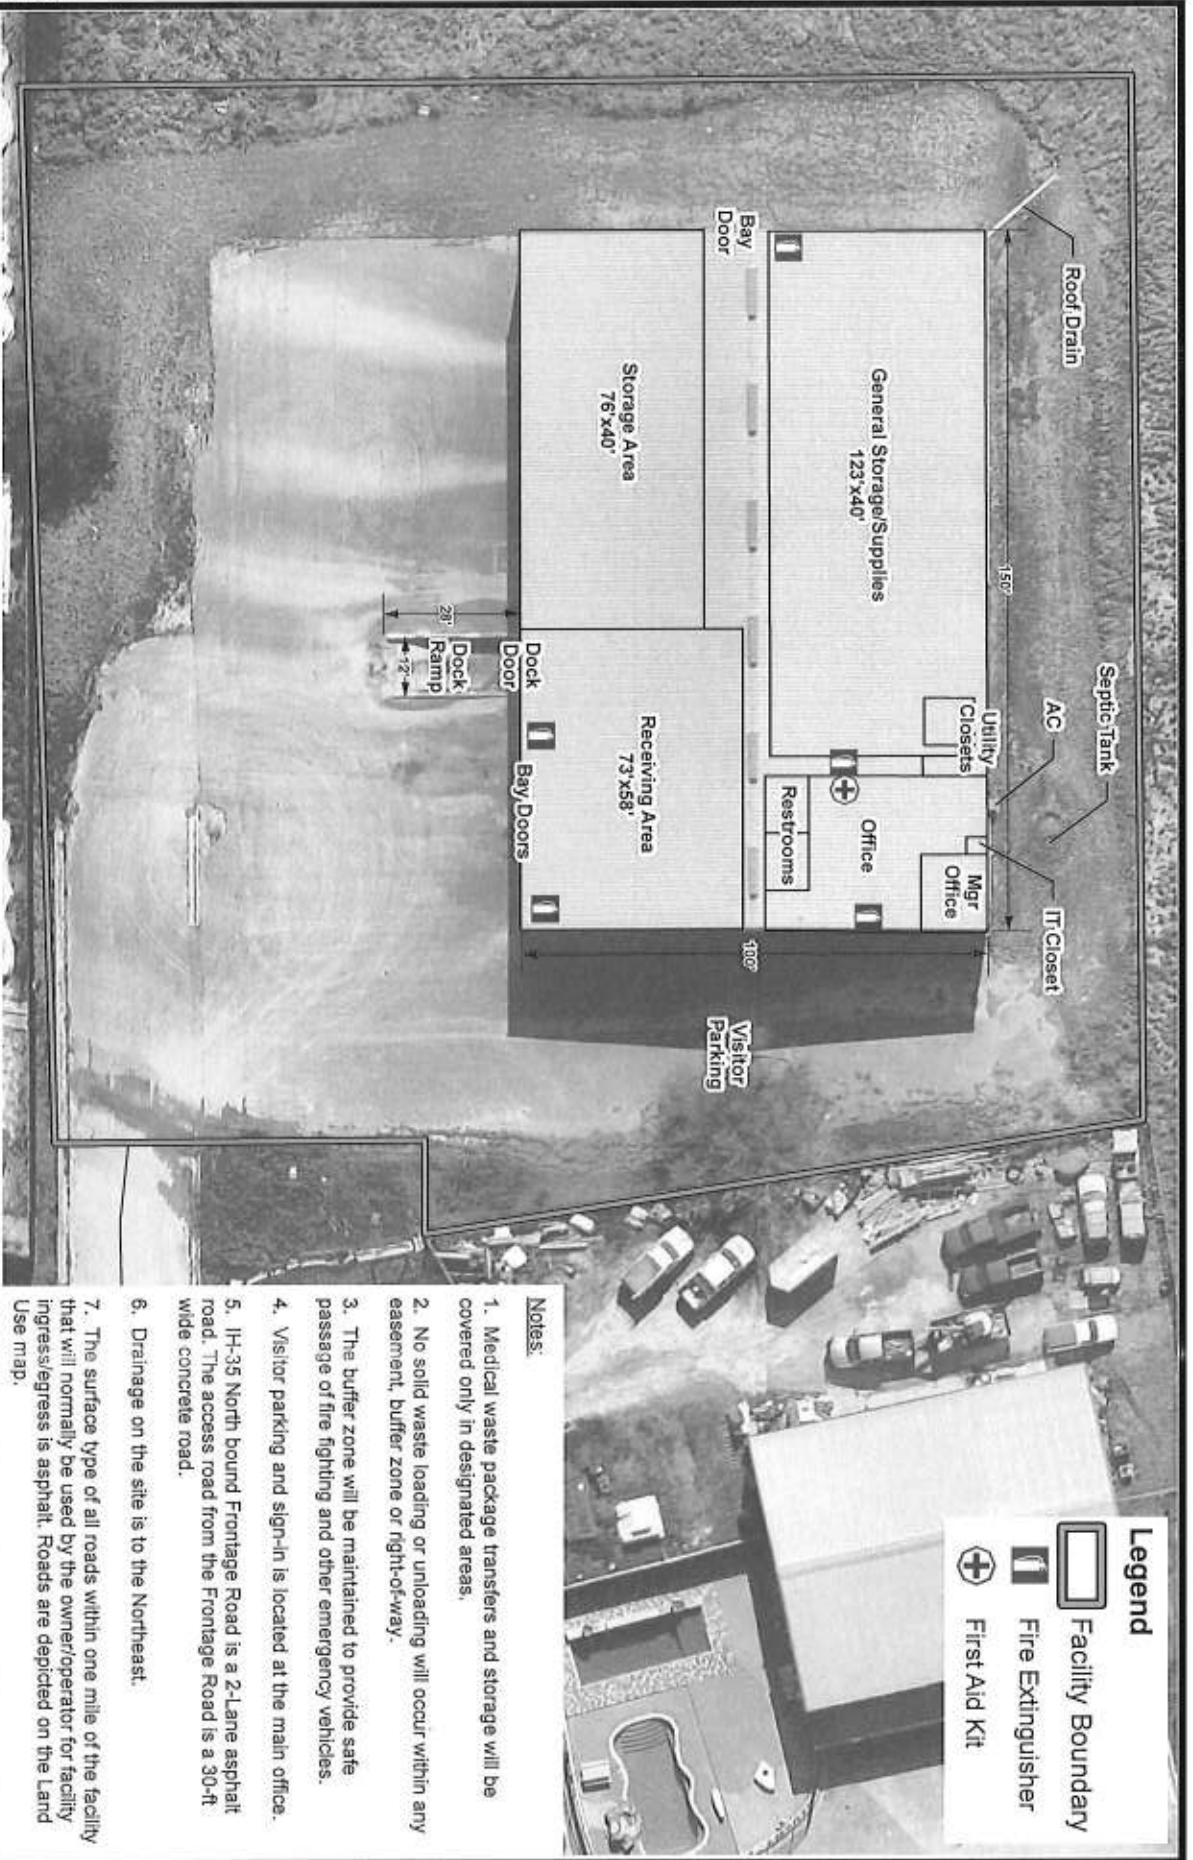 Roof Drain
Septic Tank
AC
IT Closet
150'
Bay
Door
General Storage/Supplies
123'x40'
Utility
Closets
Mgr
Office
Office
Restrooms
100'
Visitor
Parking
Storage Area
76'x40'
Receiving Area
73'x58'
Dock
Door
Bay Doors
Dock
Ramp
28'
12'
Legend
Facility Boundary
Fire Extinguisher
First Aid Kit
Notes:
1. Medical waste package transfers and storage will be
covered only in designated areas.
2. No solid waste loading or unloading will occur within any
easement, buffer zone or right-of-way.
3. The buffer zone will be maintained to provide safe
passage of fire fighting and other emergency vehicles.
4. Visitor parking and sign-in is located at the main office.
5. IH-35 North bound Frontage Road is a 2-Lane asphalt
road. The access road from the Frontage Road is a 30-ft
wide concrete road.
6. Drainage on the site is to the Northeast.
7. The surface type of all roads within one mile of the facility
that will normally be used by the owner/operator for facility
ingress/egress is asphalt. Roads are depicted on the Land
Use map.